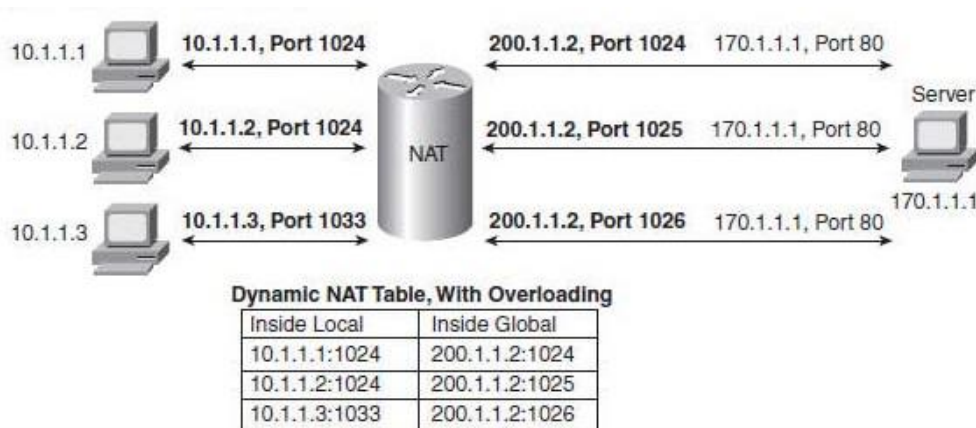 10.1.1.1
10.1.1.1, Port 1024
200.1.1.2, Port 1024
170.1.1.1, Port 80
Server
10.1.1.2
10.1.1.2, Port 1024
NAT
200.1.1.2, Port 1025
170.1.1.1, Port 80
170.1.1.1
10.1.1.3
10.1.1.3, Port 1033
200.1.1.2, Port 1026
170.1.1.1, Port 80
Dynamic NAT Table, With Overloading
Inside Local Inside Global
10.1.1.1:1024 200.1.1.2:1024
10.1.1.2:1024 200.1.1.2:1025
10.1.1.3:1033 200.1.1.2:1026